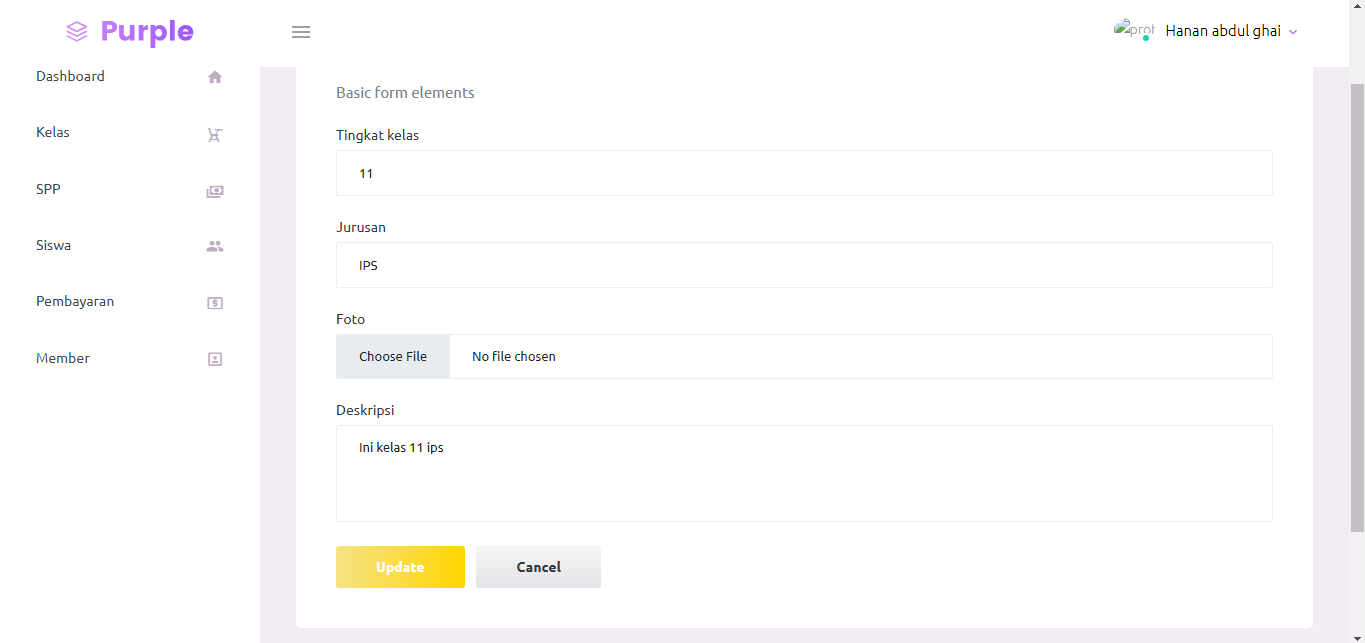 Purple
prof
Hanan abdul ghai
Dashboard
Kelas
SPP
Siswa
Pembayaran
Member
Basic form elements
Tingkat kelas
11
Jurusan
IPS
Foto
Choose File
No file chosen
Deskripsi
Ini kelas 11 ips
Update
Cancel